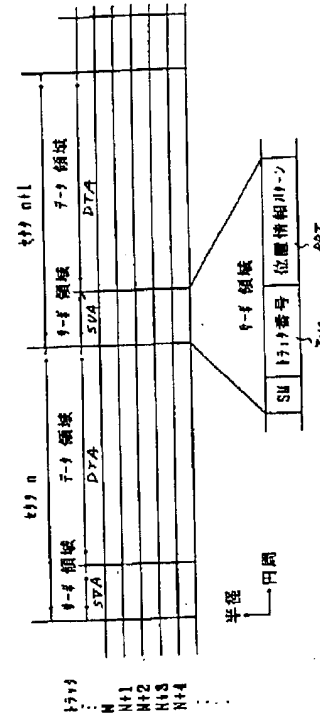 セクタ n
セクタ n+1
サーボ 領域
データ 領域
サーボ 領域
データ 領域
SVA
DTA
SVA
DTA
トラック
N
N+1
N+2
N+3
N+4
半径
円周
サーボ 領域
SM
トラック番号
位置情報パターン